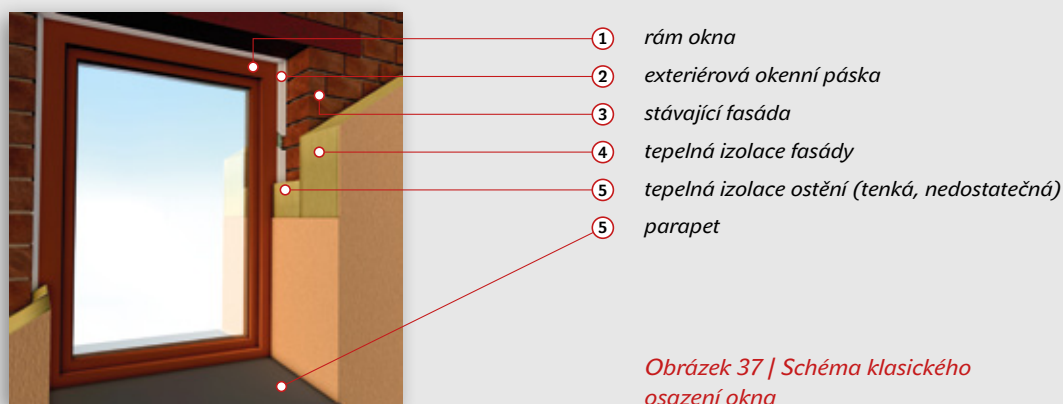 1 rám okna
2 exteriérová okenní páska
3 stávající fasáda
4 tepelná izolace fasády
5 tepelná izolace ostění (tenká, nedostatečná)
5 parapet
Obrázek 37 | Schéma klasického
osazení okna